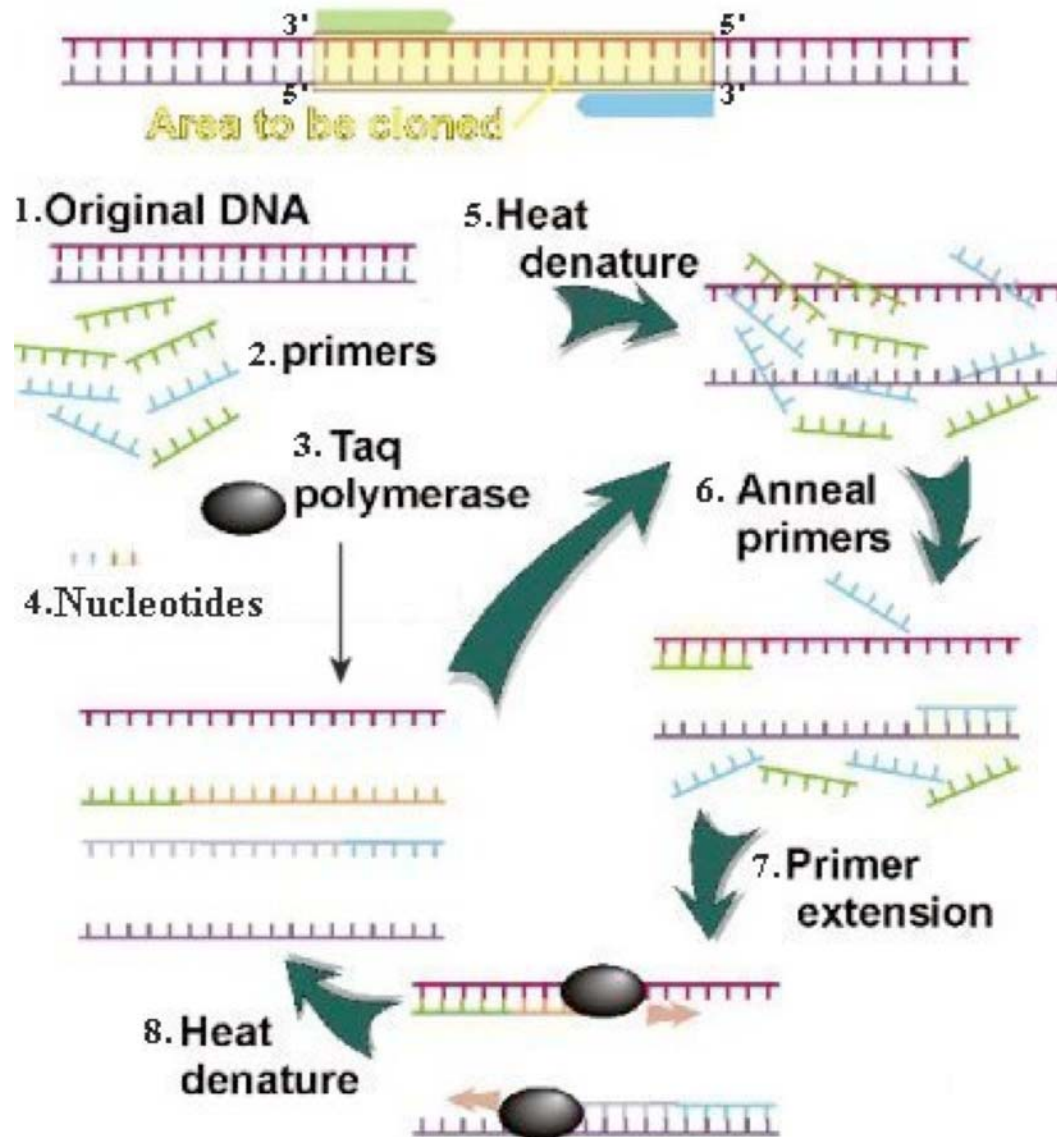 3' 5'
5' 3'
Area to be cloned
1.Original DNA
2.primers
3. Taq
polymerase
4.Nucleotides
5.Heat
denature
6. Anneal
primers
7.Primer
extension
8.Heat
denature